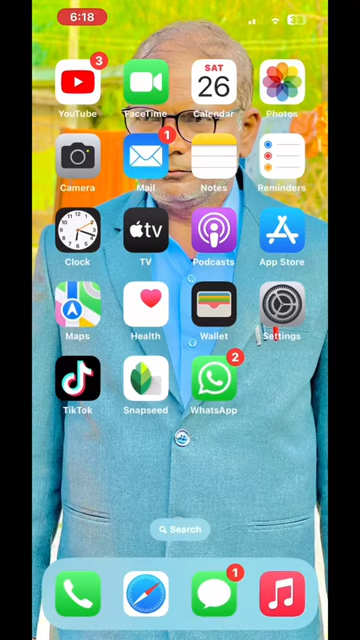 6:18
33
3
YouTube
FaceTime
SAT
26
Calendar
Photos
Camera
1
Mail
Notes
Reminders
Clock
tv
TV
Podcasts
App Store
Maps
Health
Wallet
Settings
TikTok
Snapseed
2
WhatsApp
Search
1